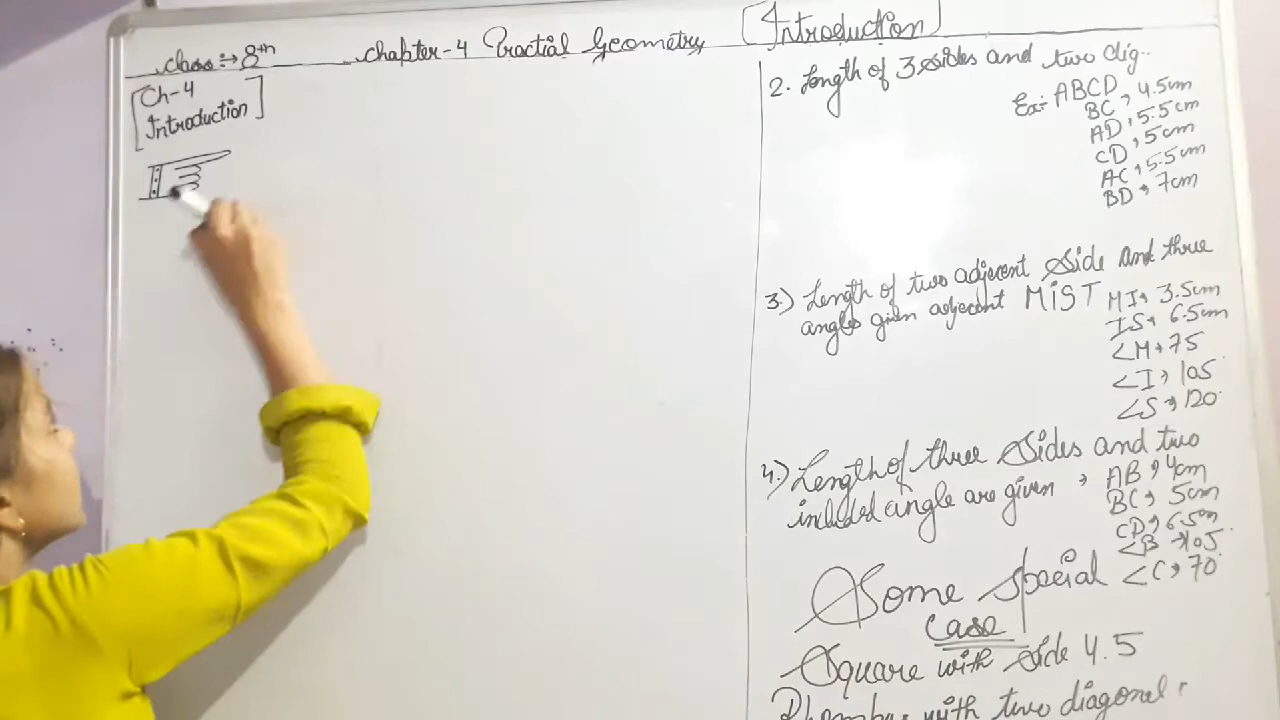 class :→ 8th
chapter-4 Practial Geometry
[Introduction]
[Ch-4
Introduction]
2. Length of 3 sides and two dig..
Ex:- ABCD
BC → 4.5cm
AD → 5.5cm
CD → 5cm
AC → 5.5cm
BD → 7cm
3.) Length of two adjecent side and three
angles given adjecent MIST MI → 3.5cm
IS → 6.5cm
∠M → 75
∠I → 105
∠S → 120
4.) Length of three sides and two
included angle are given → AB → 4cm
BC → 5cm
CD → 6.5cm
∠B → 105
∠C → 70
Some special
Case
Square with side 4.5
Rhombus with two diagonal